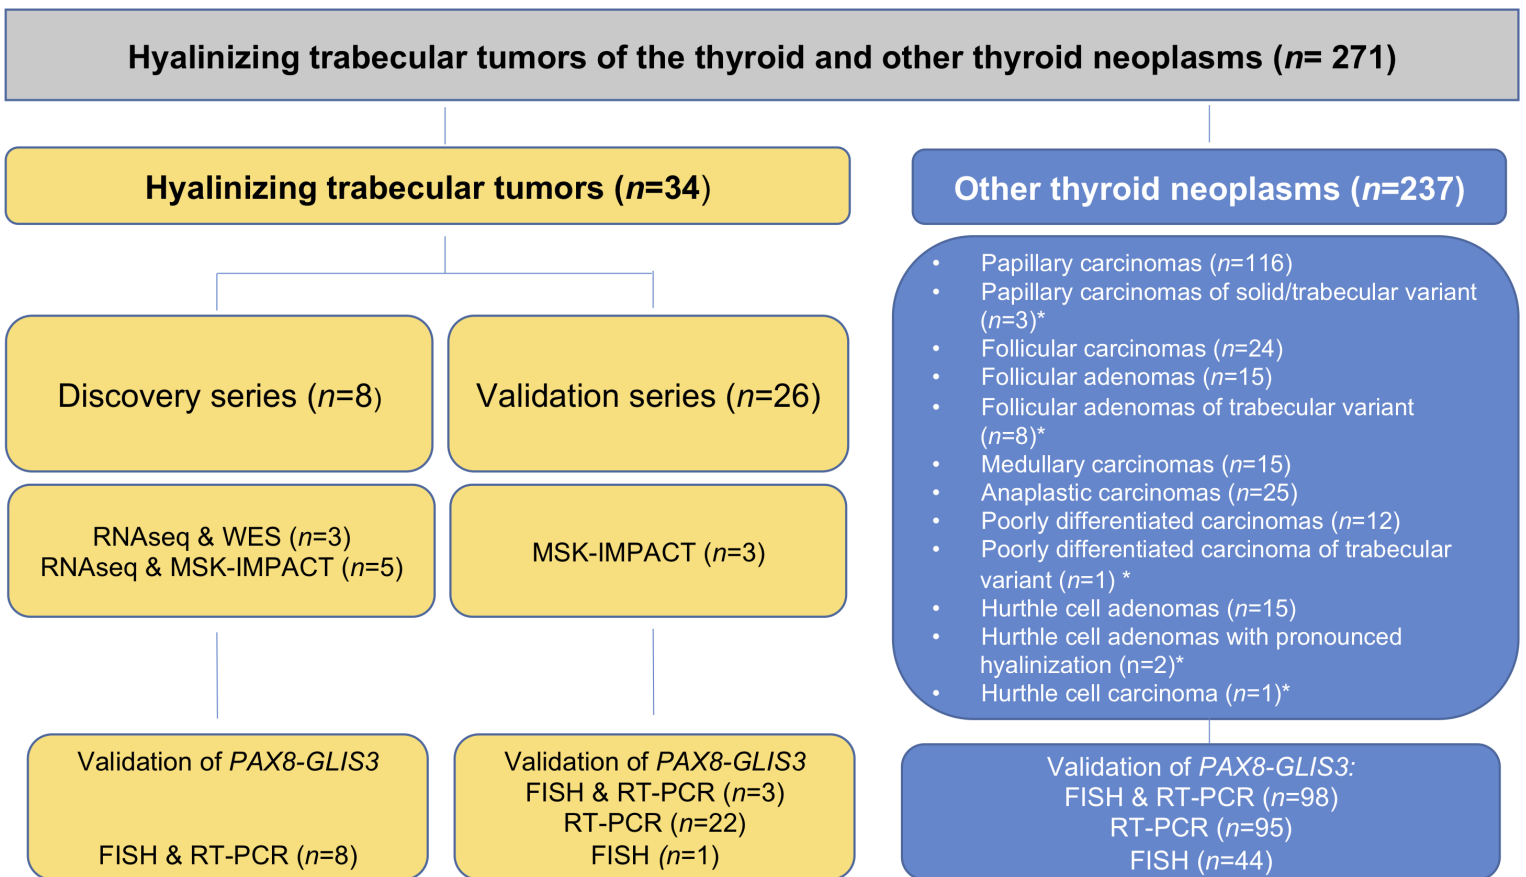 Hyalinizing trabecular tumors of the thyroid and other thyroid neoplasms (n= 271)
Hyalinizing trabecular tumors (n=34)
Discovery series (n=8)
Validation series (n=26)
RNAseq & WES (n=3)
RNAseq & MSK-IMPACT (n=5)
MSK-IMPACT (n=3)
Validation of PAX8-GLIS3
FISH & RT-PCR (n=8)
Validation of PAX8-GLIS3
FISH & RT-PCR (n=3)
RT-PCR (n=22)
FISH (n=1)
Other thyroid neoplasms (n=237)
• Papillary carcinomas (n=116)
• Papillary carcinomas of solid/trabecular variant
(n=3)*
• Follicular carcinomas (n=24)
• Follicular adenomas (n=15)
• Follicular adenomas of trabecular variant
(n=8)*
• Medullary carcinomas (n=15)
• Anaplastic carcinomas (n=25)
• Poorly differentiated carcinomas (n=12)
• Poorly differentiated carcinoma of trabecular
variant (n=1) *
• Hurthle cell adenomas (n=15)
• Hurthle cell adenomas with pronounced
hyalinization (n=2)*
• Hurthle cell carcinoma (n=1)*
Validation of PAX8-GLIS3:
FISH & RT-PCR (n=98)
RT-PCR (n=95)
FISH (n=44)